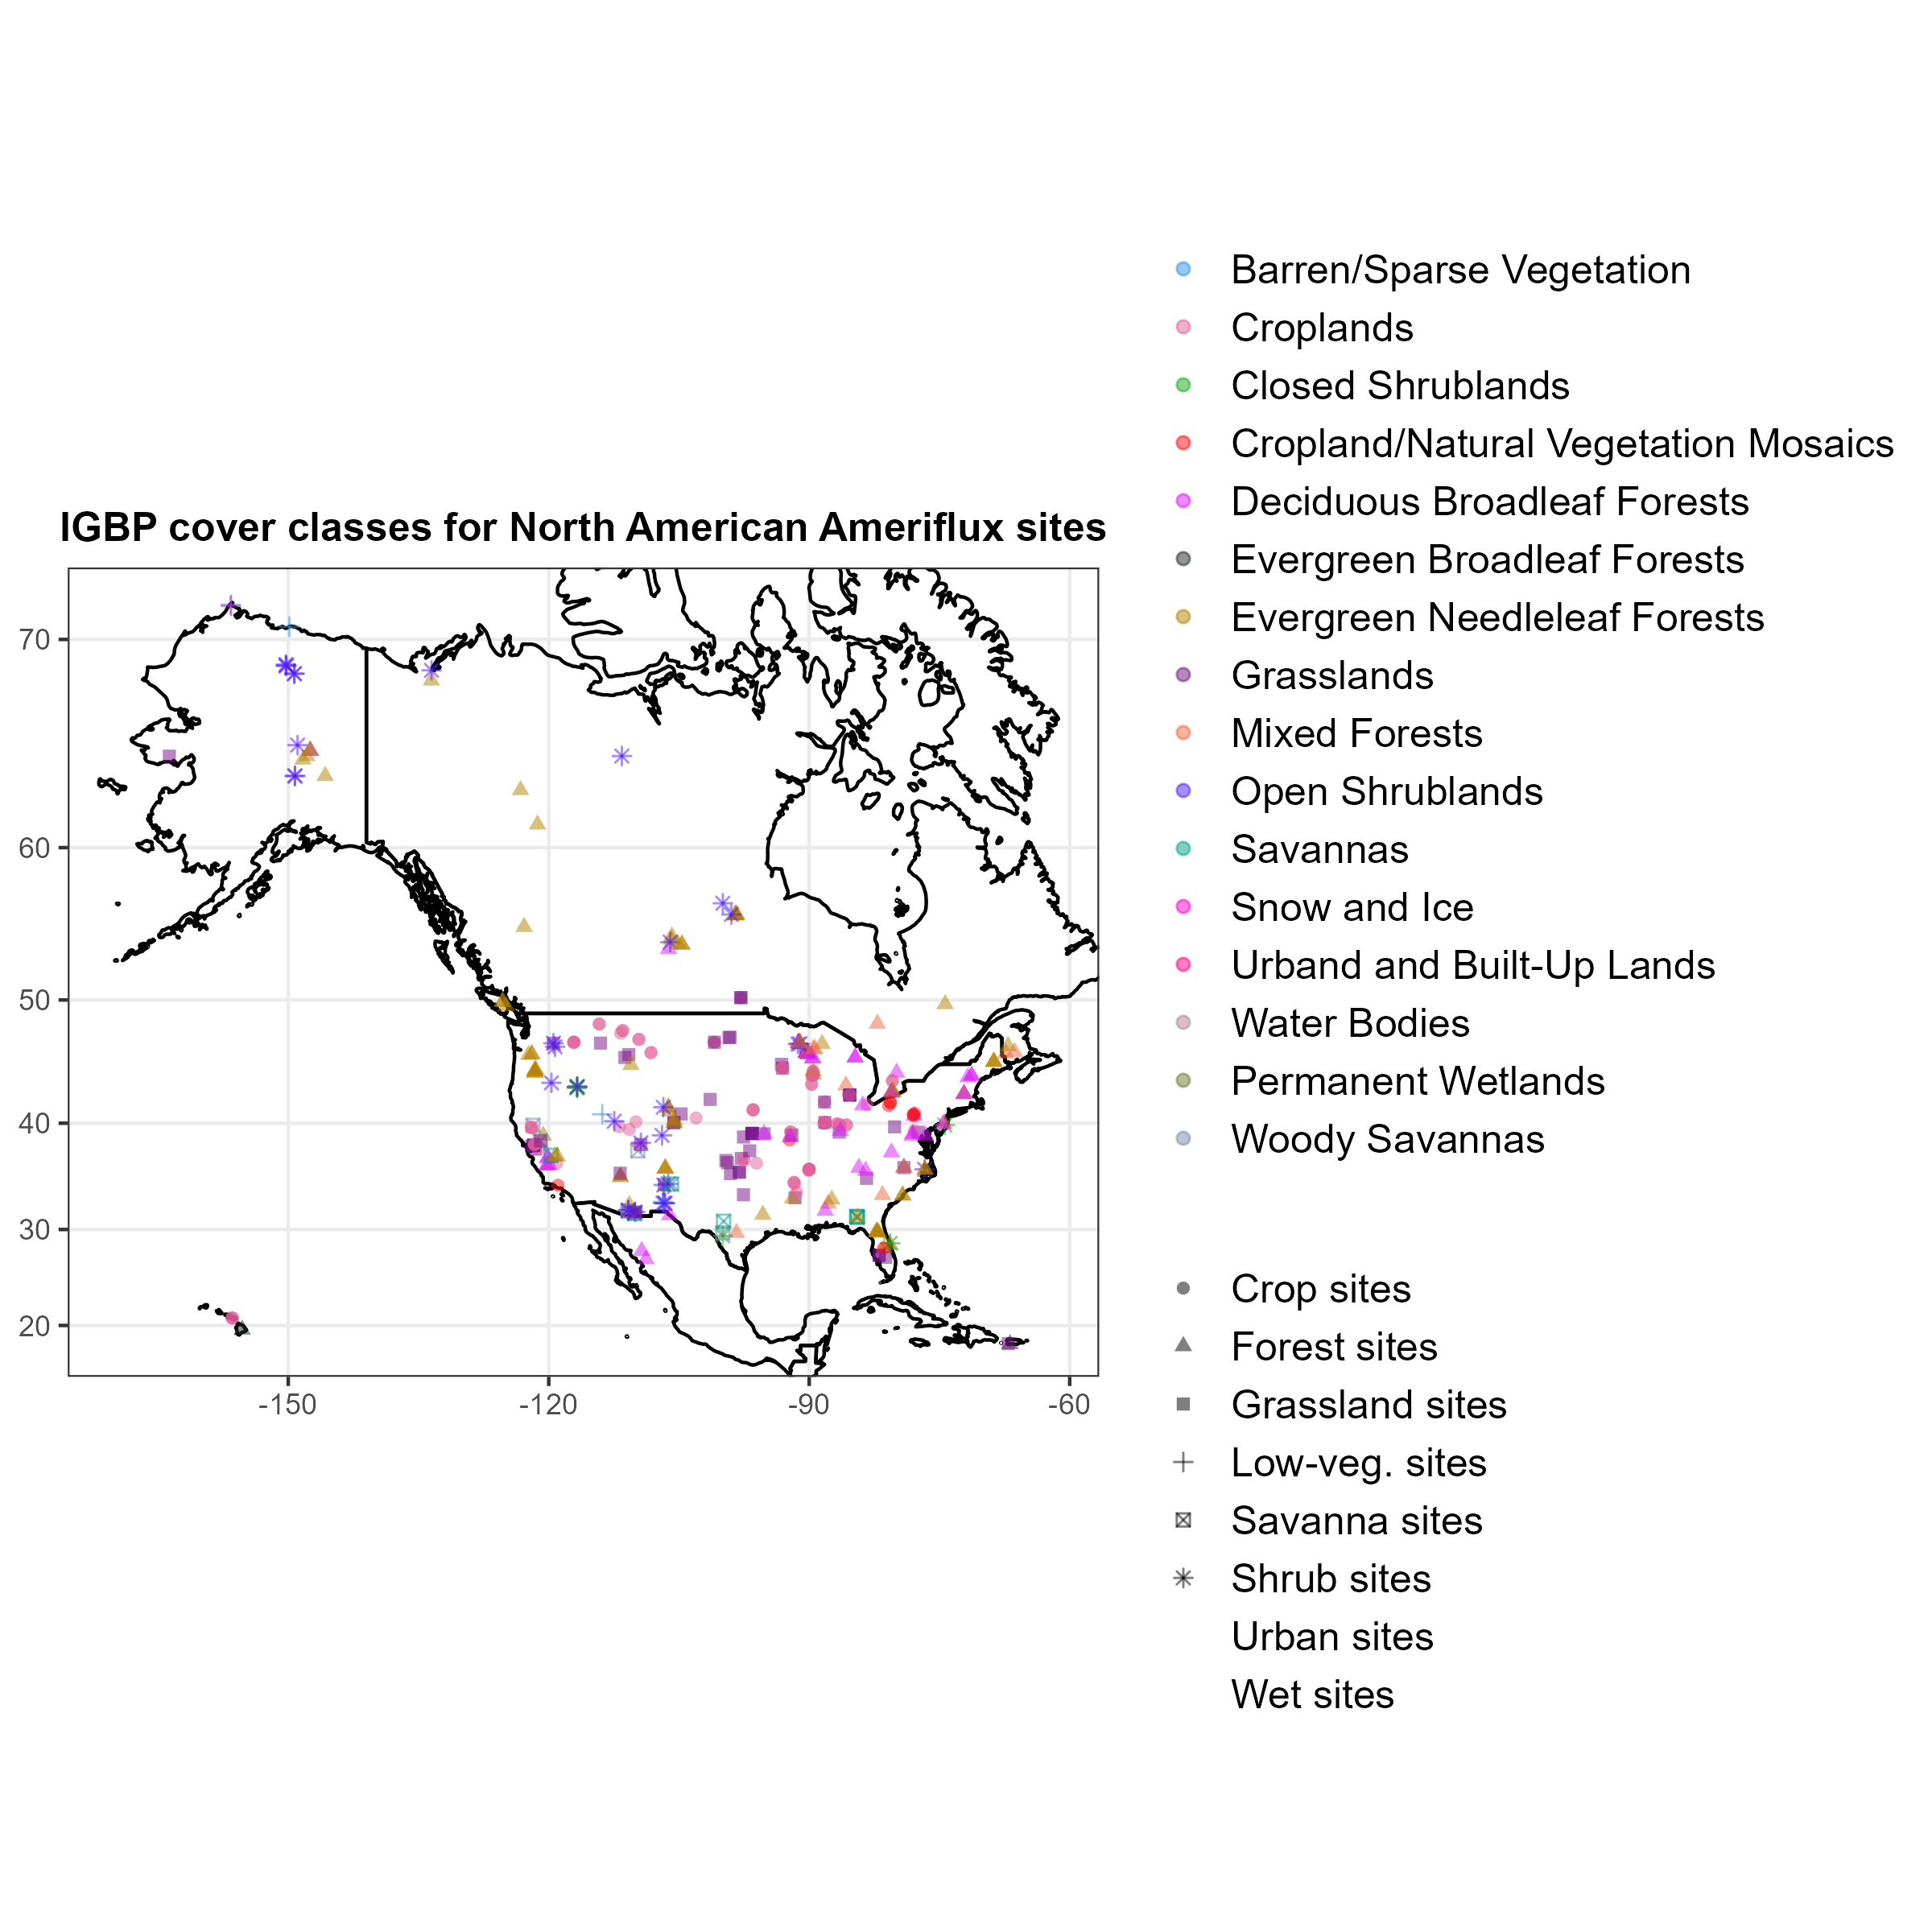 IGBP cover classes for North American Ameriflux sites
70
60
50
40
30
20
-150
-120
-90
-60
Barren/Sparse Vegetation
Croplands
Closed Shrublands
Cropland/Natural Vegetation Mosaics
Deciduous Broadleaf Forests
Evergreen Broadleaf Forests
Evergreen Needleleaf Forests
Grasslands
Mixed Forests
Open Shrublands
Savannas
Snow and Ice
Urband and Built-Up Lands
Water Bodies
Permanent Wetlands
Woody Savannas
Crop sites
Forest sites
Grassland sites
Low-veg. sites
Savanna sites
Shrub sites
Urban sites
Wet sites